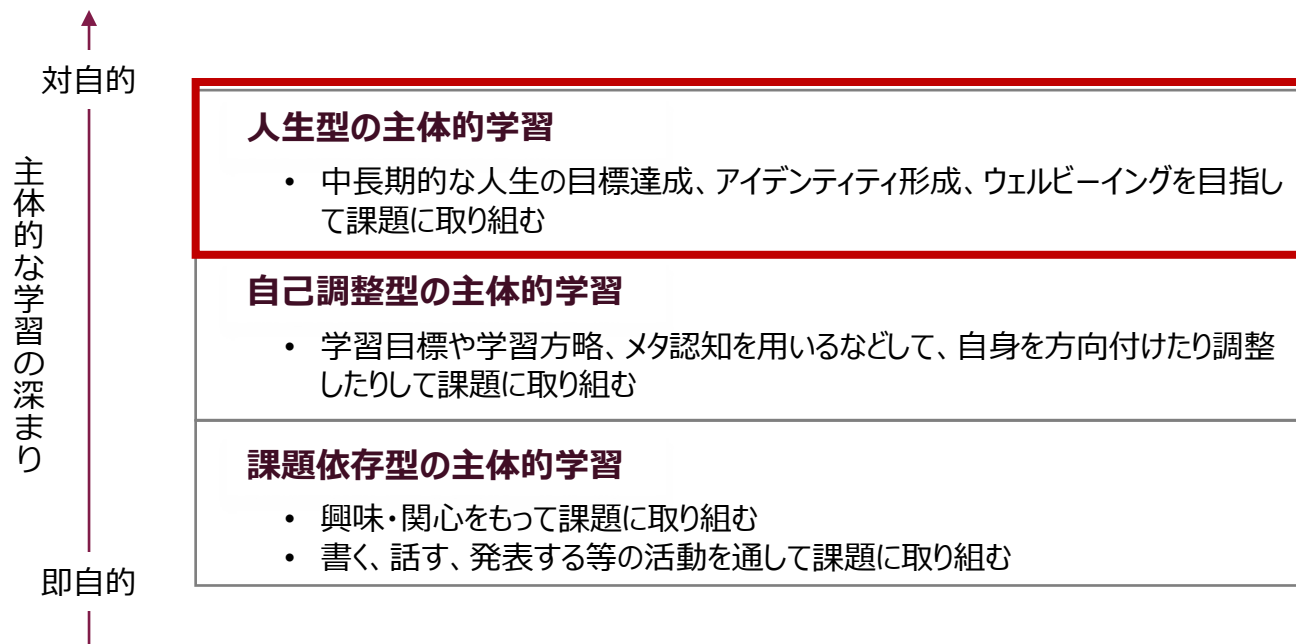 対自的
主体的な学習の深まり
即自的
人生型の主体的学習
• 中長期的な人生の目標達成、アイデンティティ形成、ウェルビーイングを目指し
て課題に取り組む
自己調整型の主体的学習
• 学習目標や学習方略、メタ認知を用いるなどして、自身を方向付けたり調整
したりして課題に取り組む
課題依存型の主体的学習
• 興味・関心をもって課題に取り組む
• 書く、話す、発表する等の活動を通して課題に取り組む